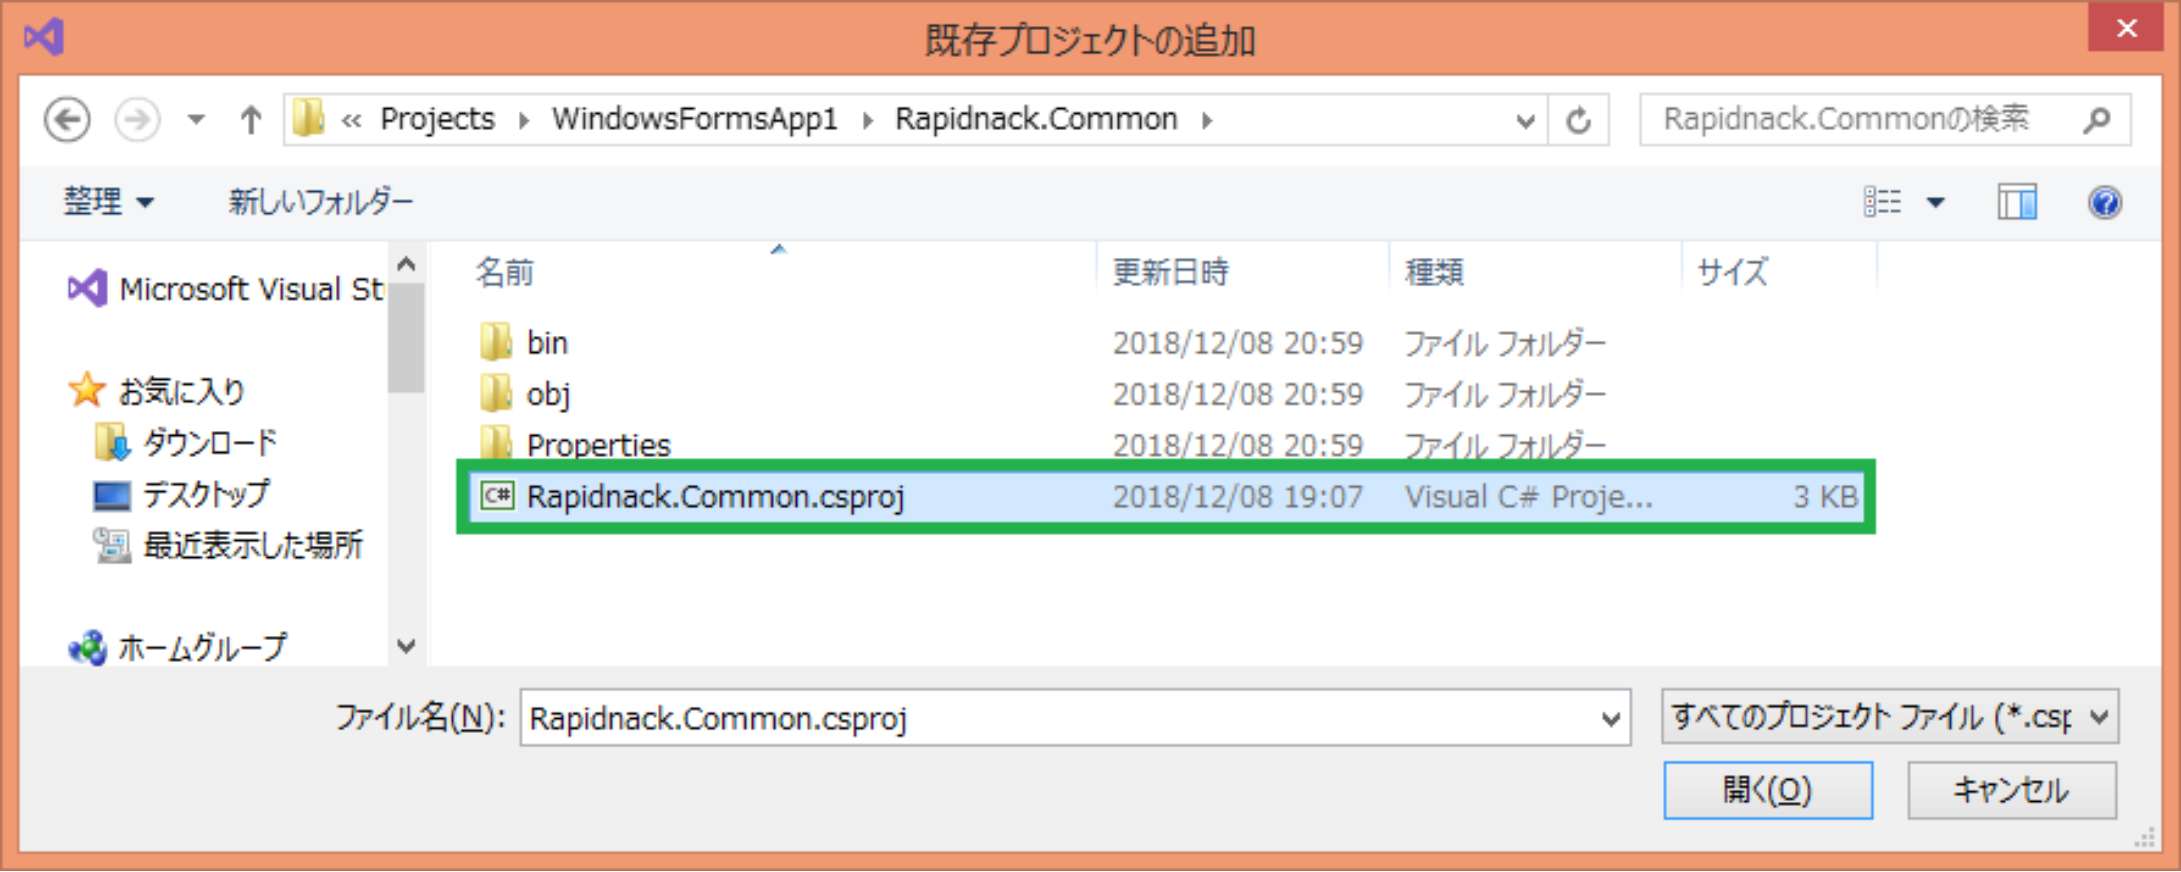 既存プロジェクトの追加
« Projects WindowsFormsApp1 Rapidnack.Common
Rapidnack.Commonの検索
整理 新しいフォルダー
名前 更新日時 種類 サイズ
Microsoft Visual St
お気に入り
ダウンロード
デスクトップ
最近表示した場所
ホームグループ
bin 2018/12/08 20:59 ファイル フォルダー
obj 2018/12/08 20:59 ファイル フォルダー
Properties 2018/12/08 20:59 ファイル フォルダー
C# Rapidnack.Common.csproj 2018/12/08 19:07 Visual C# Proje... 3 KB
ファイル名(N): Rapidnack.Common.csproj
すべてのプロジェクト ファイル (*.csp
開く(O) キャンセル